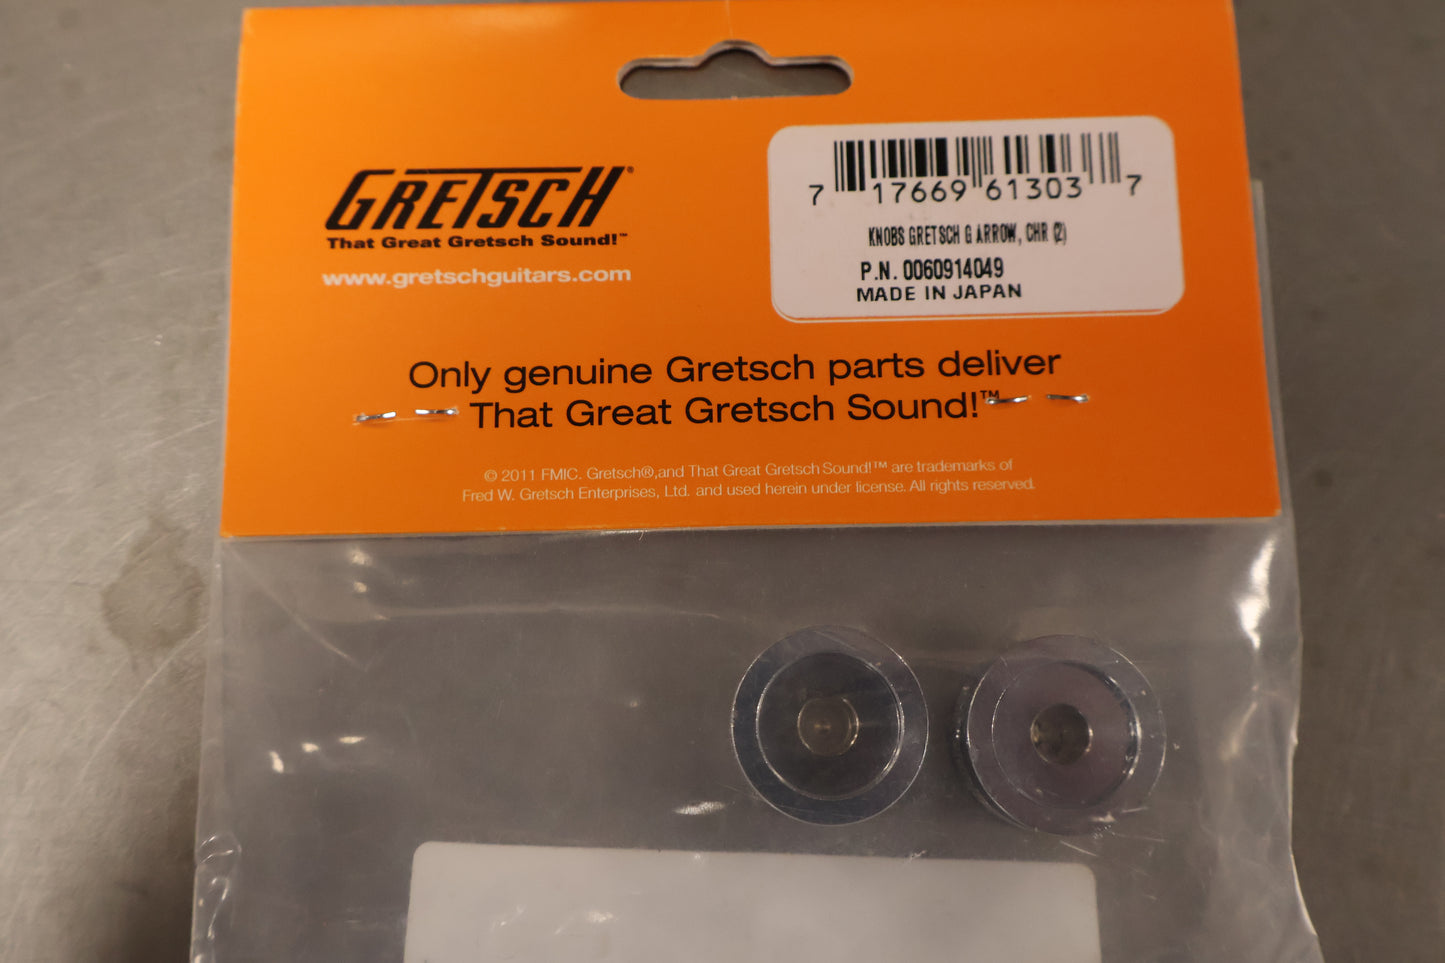 GRETSCH®
That Great Gretsch Sound!™
www.gretschguitars.com
7 17669 61303 7
KNOBS GRETSCH G ARROW, CHR (2)
P.N. 0060914049
MADE IN JAPAN
Only genuine Gretsch parts deliver
That Great Gretsch Sound!™
© 2011 FMIC. Gretsch®,and That Great Gretsch Sound!™ are trademarks of
Fred W. Gretsch Enterprises, Ltd. and used herein under license. All rights reserved.